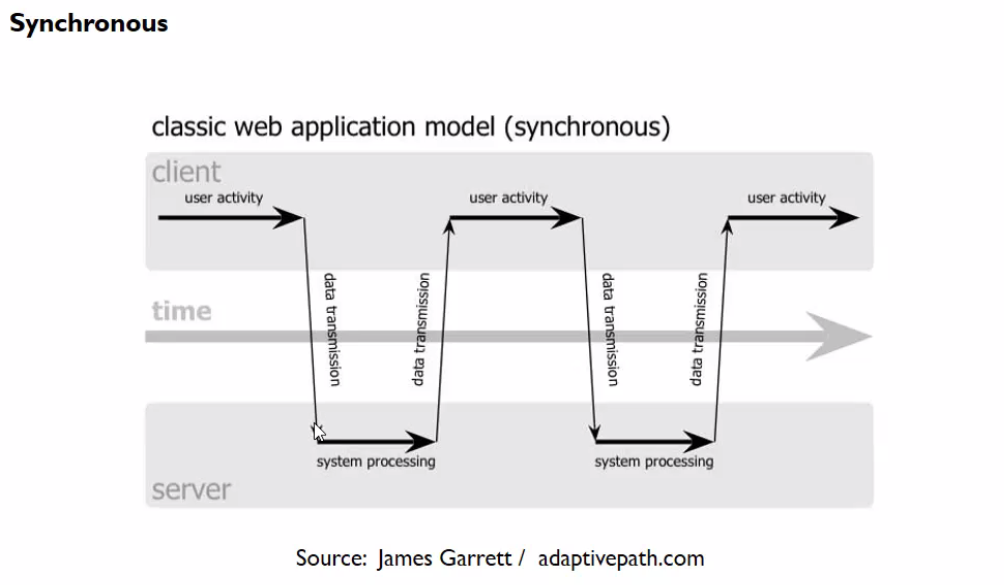 Synchronous
classic web application model (synchronous)
client
user activity
user activity
user activity
data transmission
data transmission
data transmission
data transmission
time
system processing
system processing
server
Source: James Garrett / adaptivepath.com